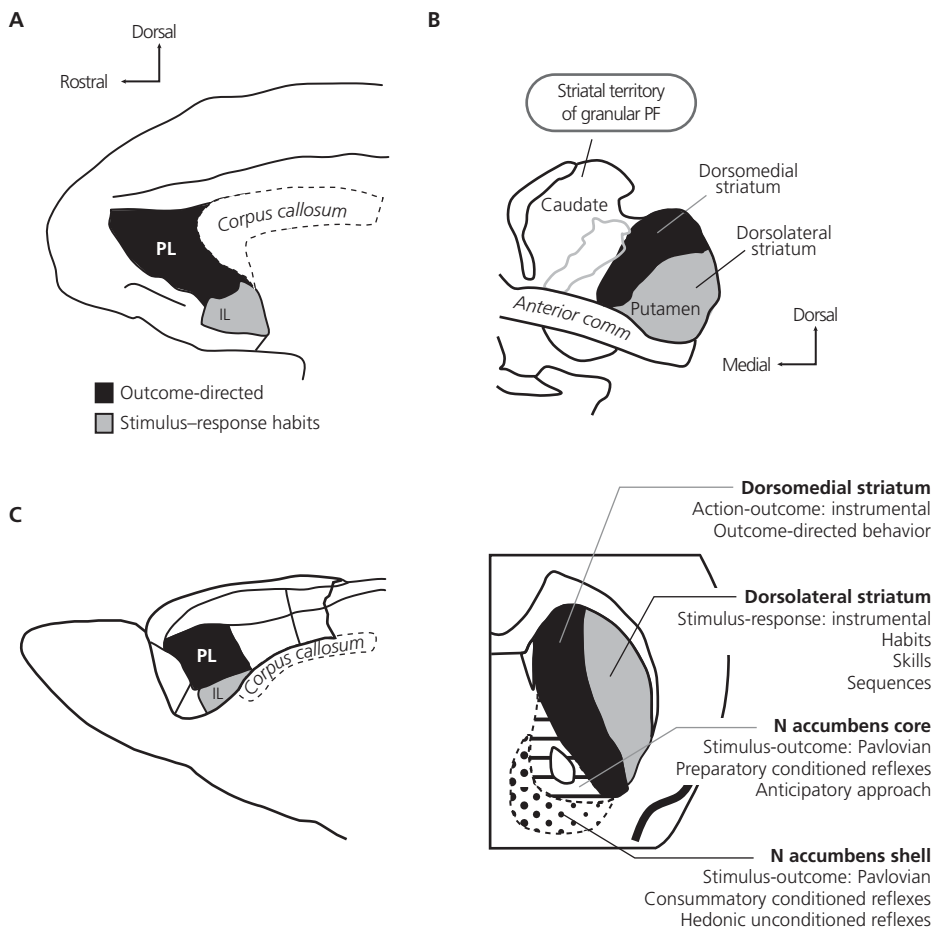 A
Dorsal
Rostral
Corpus callosum
PL
IL
Outcome-directed
Stimulus–response habits
B
Striatal territory
of granular PF
Dorsomedial
striatum
Caudate
Dorsolateral
striatum
Putamen
Anterior comm
Dorsal
Medial
C
PL
IL
Corpus callosum
Dorsomedial striatum
Action-outcome: instrumental
Outcome-directed behavior
Dorsolateral striatum
Stimulus-response: instrumental
Habits
Skills
Sequences
N accumbens core
Stimulus-outcome: Pavlovian
Preparatory conditioned reflexes
Anticipatory approach
N accumbens shell
Stimulus-outcome: Pavlovian
Consummatory conditioned reflexes
Hedonic unconditioned reflexes